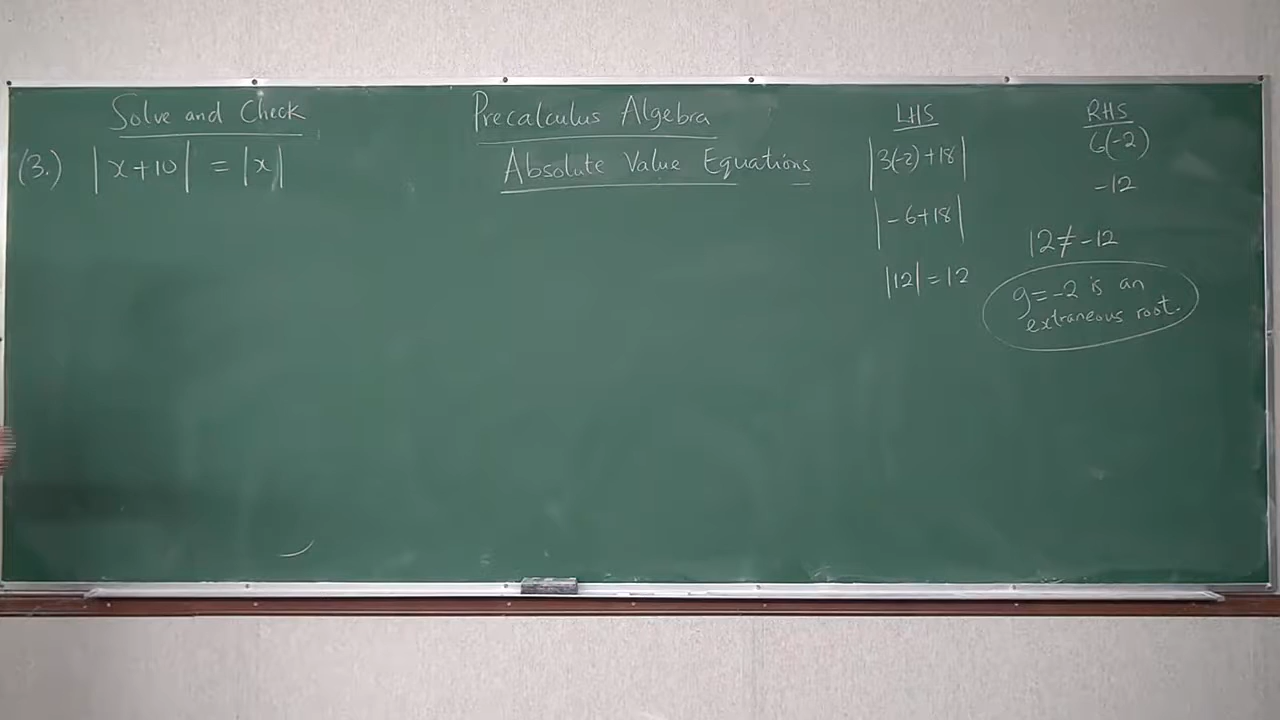 Solve and Check
(3.) |x+10| = |x|
Precalculus Algebra
Absolute Value Equations
LHS
|3(-2)+18|
|-6+18|
|12|=12
RHS
6(-2)
-12
12≠-12
y=-2 is an
extraneous root.